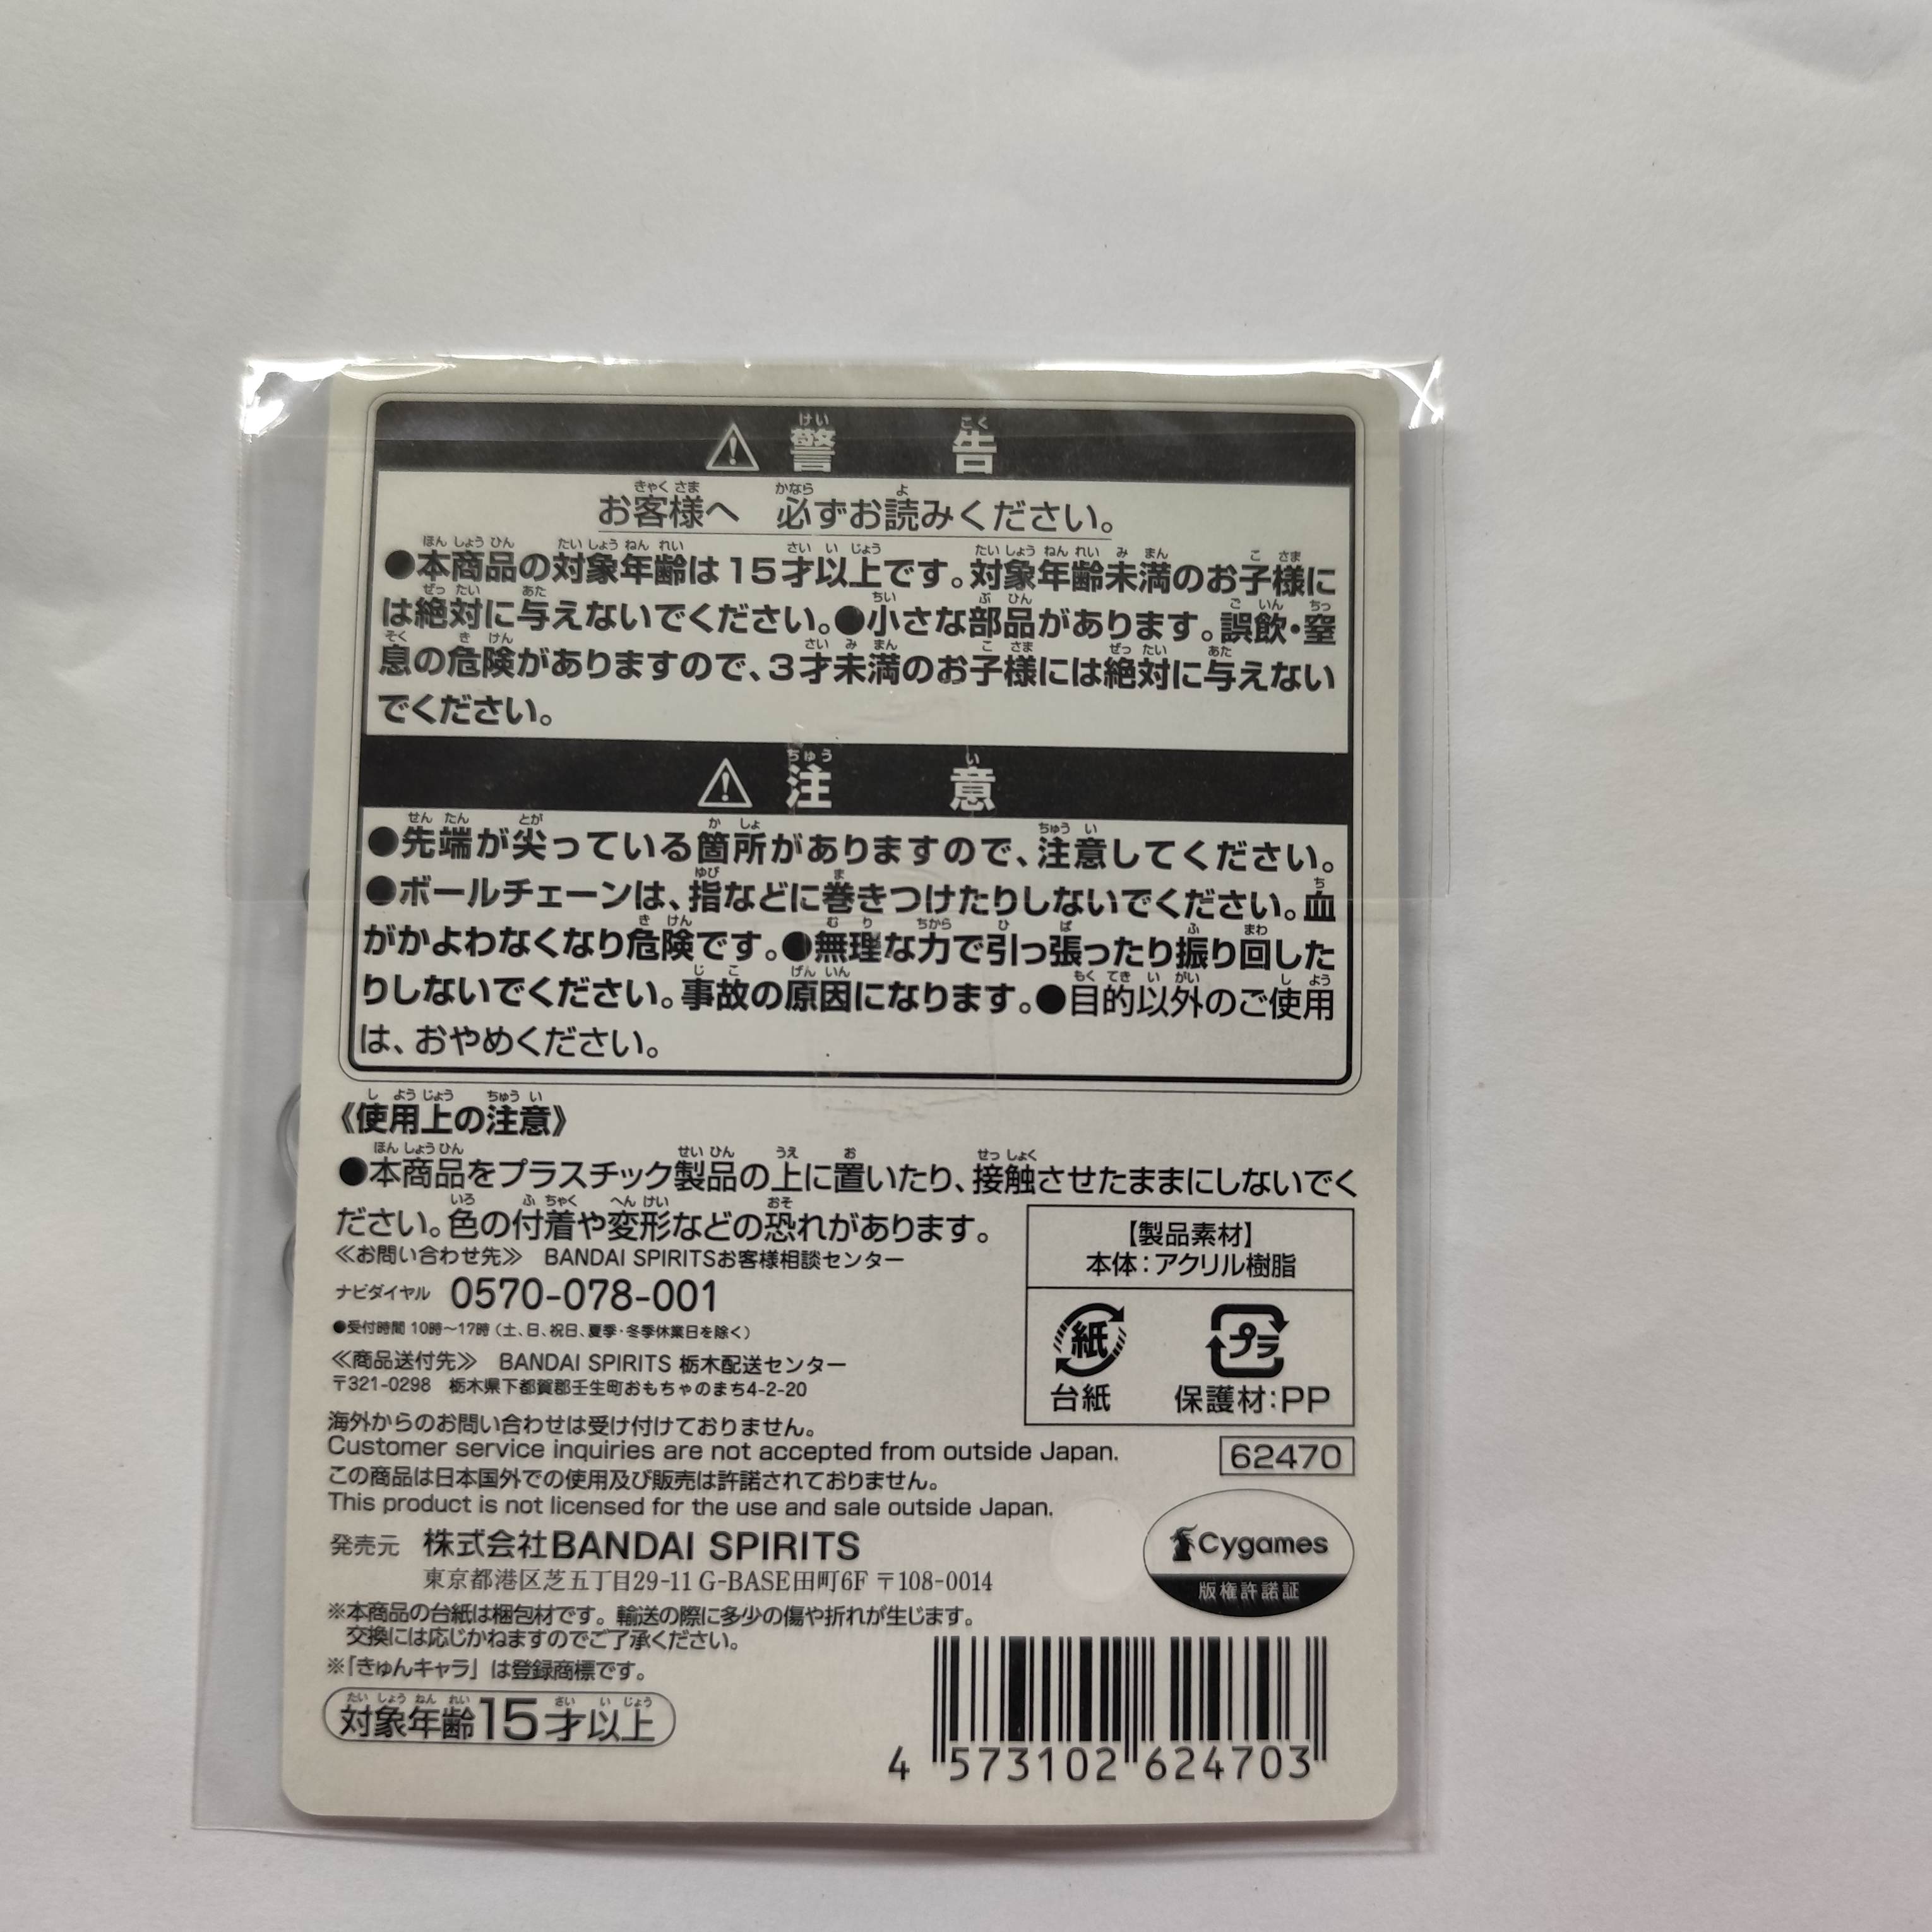 ⚠ 警告
お客様へ 必ずお読みください。
●本商品の対象年齢は15才以上です。対象年齢未満のお子様に
は絶対に与えないでください。●小さな部品があります。誤飲・窒
息の危険がありますので、3才未満のお子様には絶対に与えない
でください。
⚠ 注意
●先端が尖っている箇所がありますので、注意してください。
●ボールチェーンは、指などに巻きつけたりしないでください。血
がかよわなくなり危険です。●無理な力で引っ張ったり振り回した
りしないでください。事故の原因になります。●目的以外のご使用
は、おやめください。
《使用上の注意》
●本商品をプラスチック製品の上に置いたり、接触させたままにしないでく
ださい。色の付着や変形などの恐れがあります。
≪お問い合わせ先≫ BANDAI SPIRITSお客様相談センター
ナビダイヤル 0570-078-001
●受付時間 10時〜17時(土、日、祝日、夏季・冬季休業日を除く)
≪商品送付先≫ BANDAI SPIRITS 栃木配送センター
〒321-0298 栃木県下都賀郡壬生町おもちゃのまち4-2-20
【製品素材】
本体:アクリル樹脂
紙 プラ
台紙 保護材:PP
海外からのお問い合わせは受け付けておりません。
Customer service inquiries are not accepted from outside Japan.
62470
この商品は日本国外での使用及び販売は許諾されておりません。
This product is not licensed for the use and sale outside Japan.
発売元 株式会社BANDAI SPIRITS
東京都港区芝五丁目29-11 G-BASE田町6F 〒108-0014
Cygames
版権許諾証
※本商品の台紙は梱包材です。輸送の際に多少の傷や折れが生じます。
交換には応じかねますのでご了承ください。
※「きゅんキャラ」は登録商標です。
対象年齢15才以上
4 573102 624703